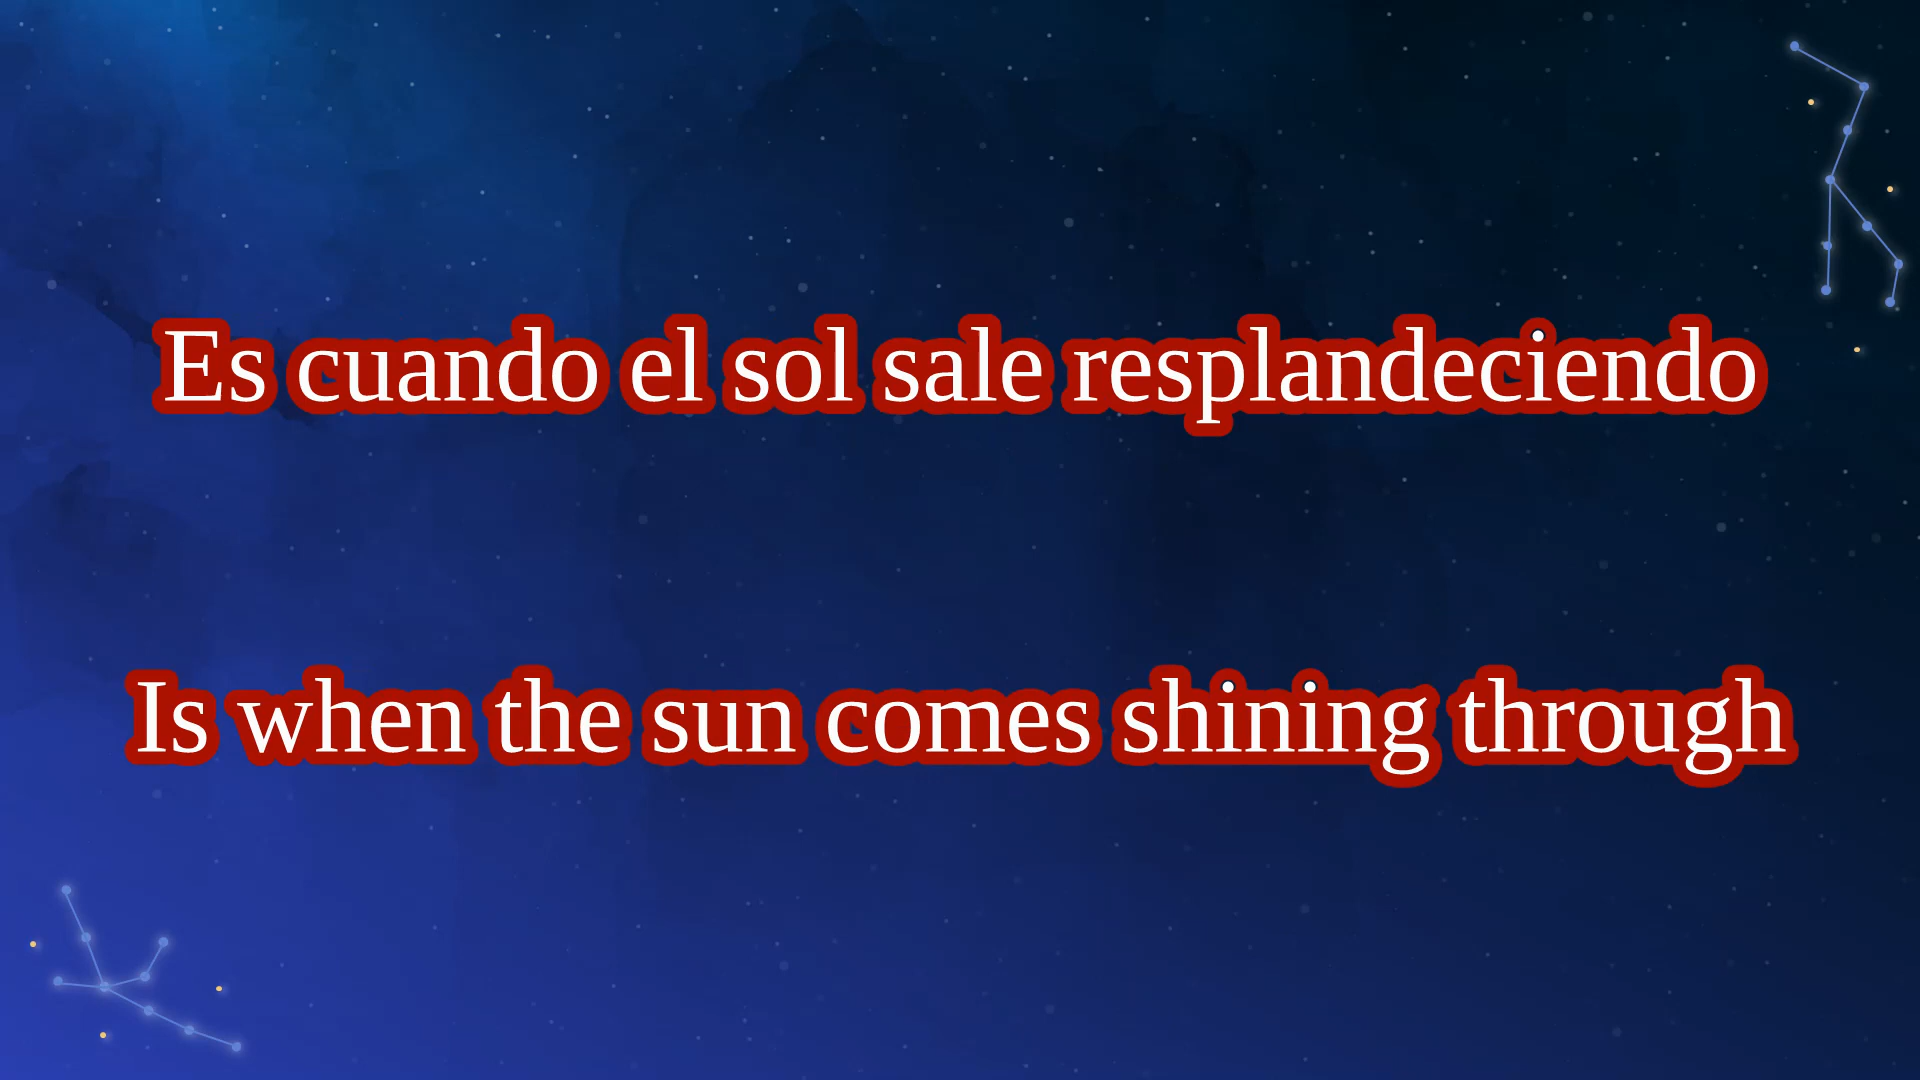 Es cuando el sol sale resplandeciendo
Is when the sun comes shining through